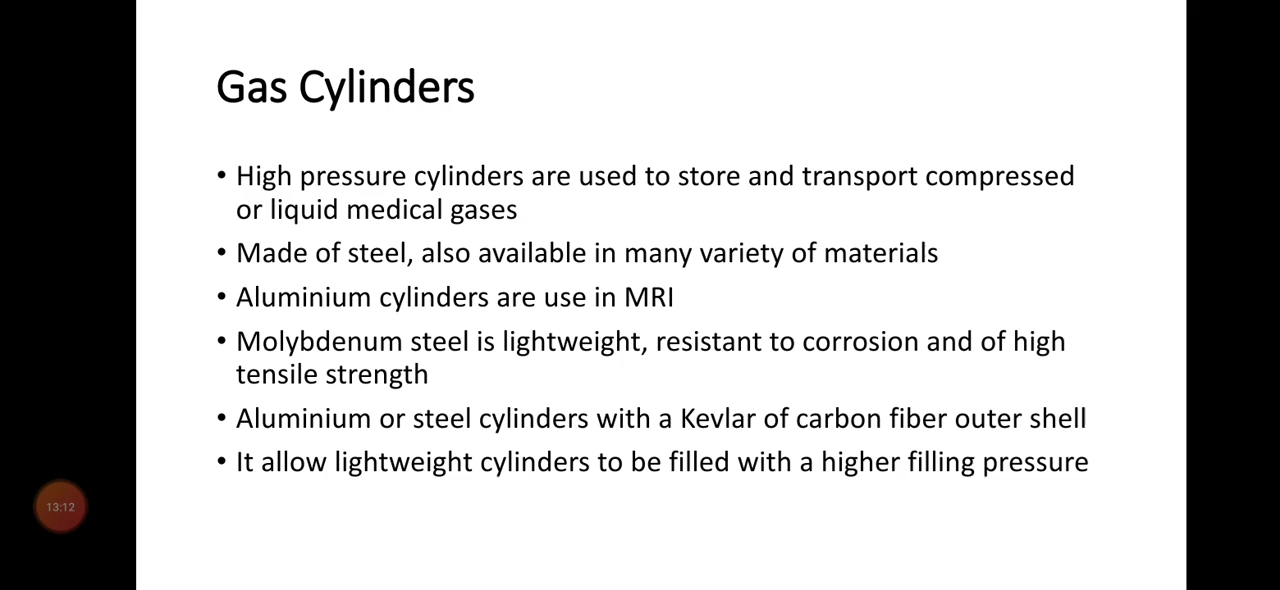 Gas Cylinders
• High pressure cylinders are used to store and transport compressed
or liquid medical gases
• Made of steel, also available in many variety of materials
• Aluminium cylinders are use in MRI
• Molybdenum steel is lightweight, resistant to corrosion and of high
tensile strength
• Aluminium or steel cylinders with a Kevlar of carbon fiber outer shell
• It allow lightweight cylinders to be filled with a higher filling pressure
13:12